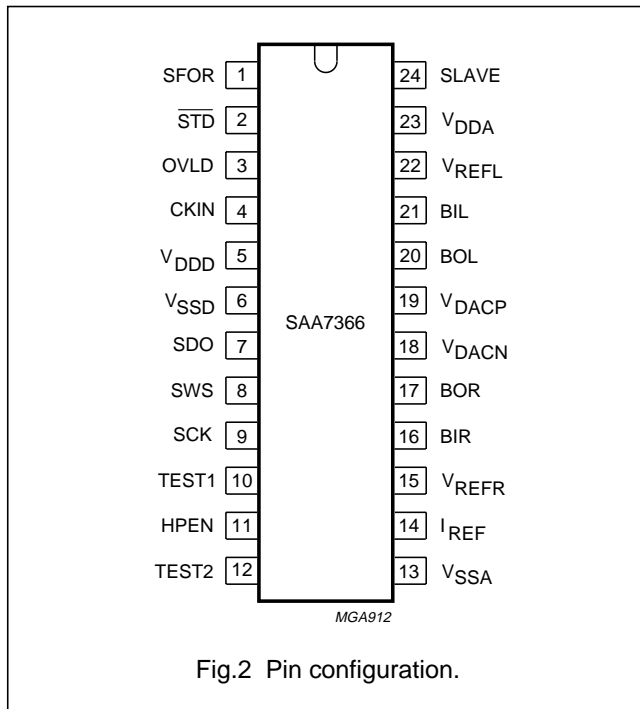 SFOR 1 24 SLAVE
S̅T̅D̅ 2 23 VDDA
OVLD 3 22 VREFL
CKIN 4 21 BIL
VDDD 5 20 BOL
VSSD 6 19 VDACP
SAA7366
SDO 7 18 VDACN
SWS 8 17 BOR
SCK 9 16 BIR
TEST1 10 15 VREFR
HPEN 11 14 IREF
TEST2 12 13 VSSA
MGA912
Fig.2 Pin configuration.